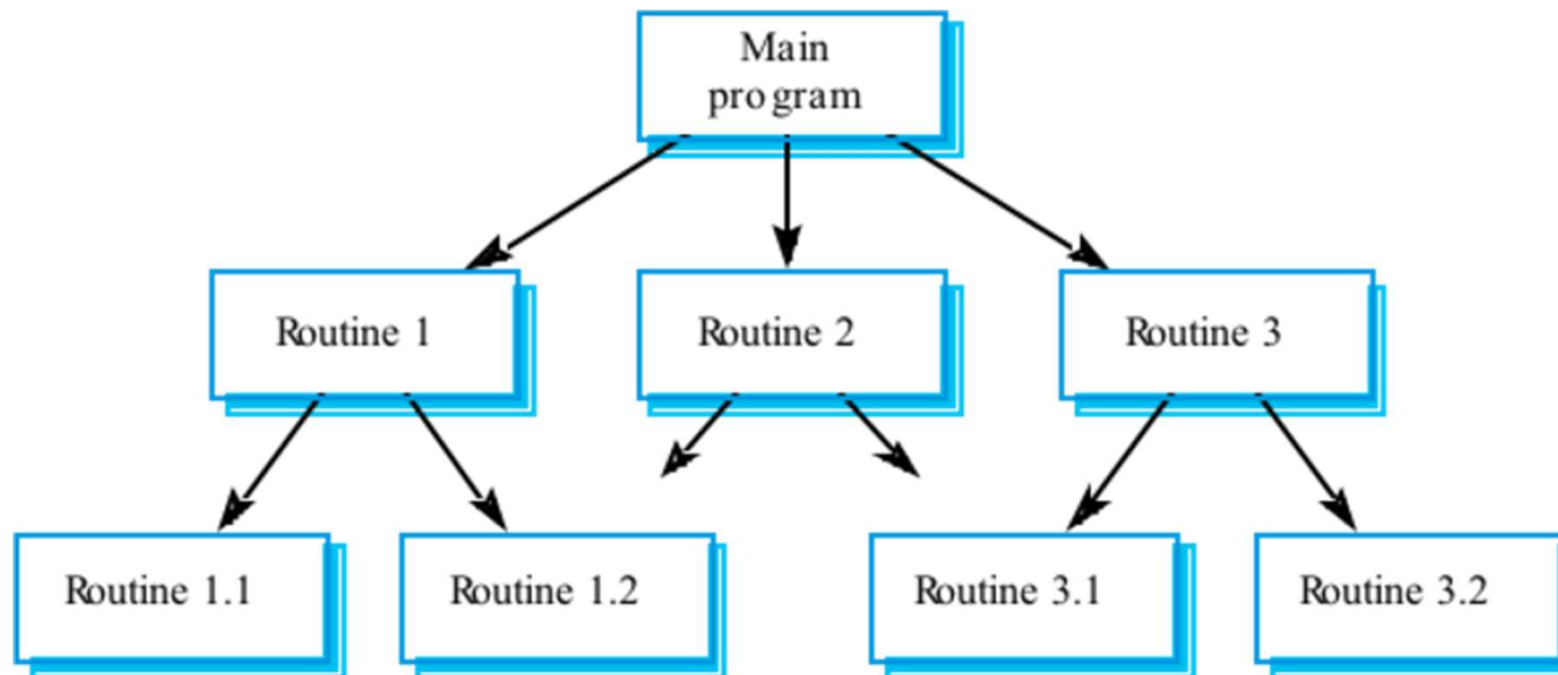 Main
program
Routine 1
Routine 2
Routine 3
Routine 1.1
Routine 1.2
Routine 3.1
Routine 3.2